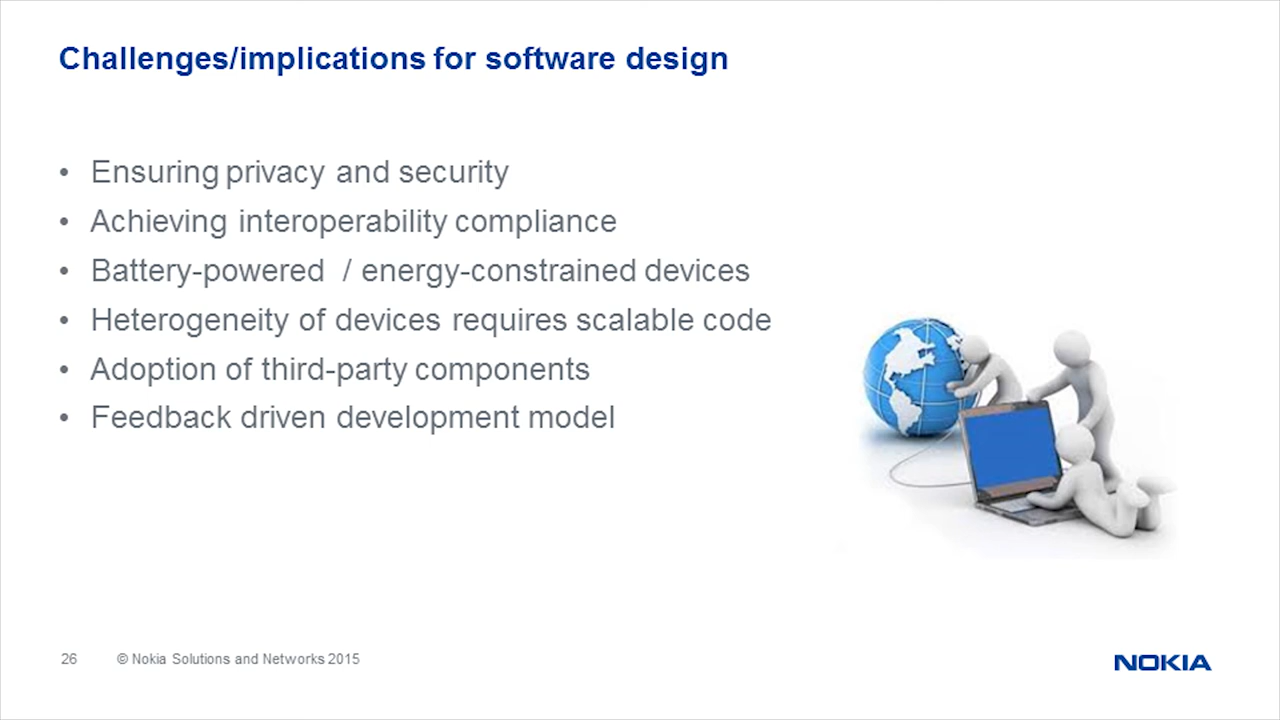 Challenges/implications for software design
• Ensuring privacy and security
• Achieving interoperability compliance
• Battery-powered / energy-constrained devices
• Heterogeneity of devices requires scalable code
• Adoption of third-party components
• Feedback driven development model
26 © Nokia Solutions and Networks 2015
NOKIA